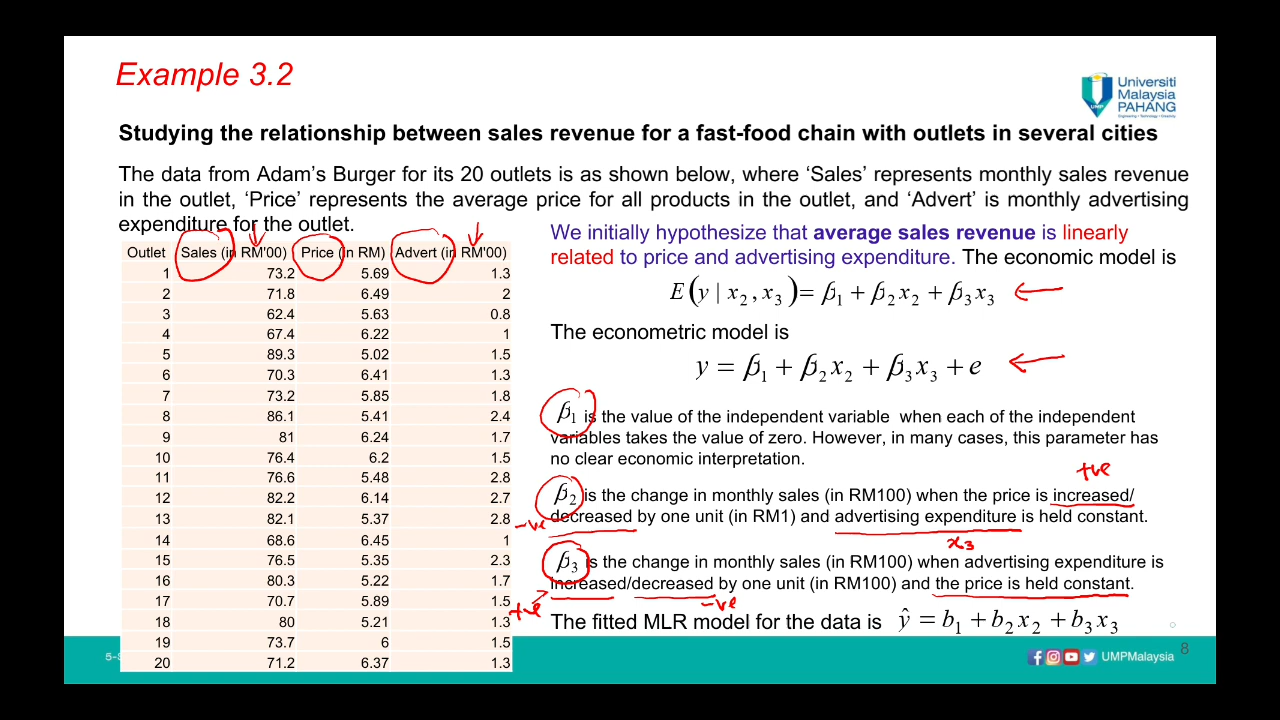 Example 3.2
Universiti
Malaysia
PAHANG
UMP
Engineering • Technology • Creativity
Studying the relationship between sales revenue for a fast-food chain with outlets in several cities
The data from Adam's Burger for its 20 outlets is as shown below, where 'Sales' represents monthly sales revenue
in the outlet, 'Price' represents the average price for all products in the outlet, and 'Advert' is monthly advertising
expenditure for the outlet.
Outlet Sales (in RM'00) Price (in RM) Advert (in RM'00)
1 73.2 5.69 1.3
2 71.8 6.49 2
3 62.4 5.63 0.8
4 67.4 6.22 1
5 89.3 5.02 1.5
6 70.3 6.41 1.3
7 73.2 5.85 1.8
8 86.1 5.41 2.4
9 81 6.24 1.7
10 76.4 6.2 1.5
11 76.6 5.48 2.8
12 82.2 6.14 2.7
13 82.1 5.37 2.8
14 68.6 6.45 1
15 76.5 5.35 2.3
16 80.3 5.22 1.7
17 70.7 5.89 1.5
18 80 5.21 1.3
19 73.7 6 1.5
20 71.2 6.37 1.3
We initially hypothesize that average sales revenue is linearly
related to price and advertising expenditure. The economic model is
E(y | x₂, x₃) = β₁ + β₂x₂ + β₃x₃
The econometric model is
y = β₁ + β₂x₂ + β₃x₃ + e
β₁ is the value of the independent variable when each of the independent
variables takes the value of zero. However, in many cases, this parameter has
no clear economic interpretation.
+ve
β₂ is the change in monthly sales (in RM100) when the price is increased/
-ve decreased by one unit (in RM1) and advertising expenditure is held constant.
x₃
β₃ is the change in monthly sales (in RM100) when advertising expenditure is
increased/decreased by one unit (in RM100) and the price is held constant.
+ve -ve
The fitted MLR model for the data is ŷ = b₁ + b₂x₂ + b₃x₃
UMPMalaysia
8